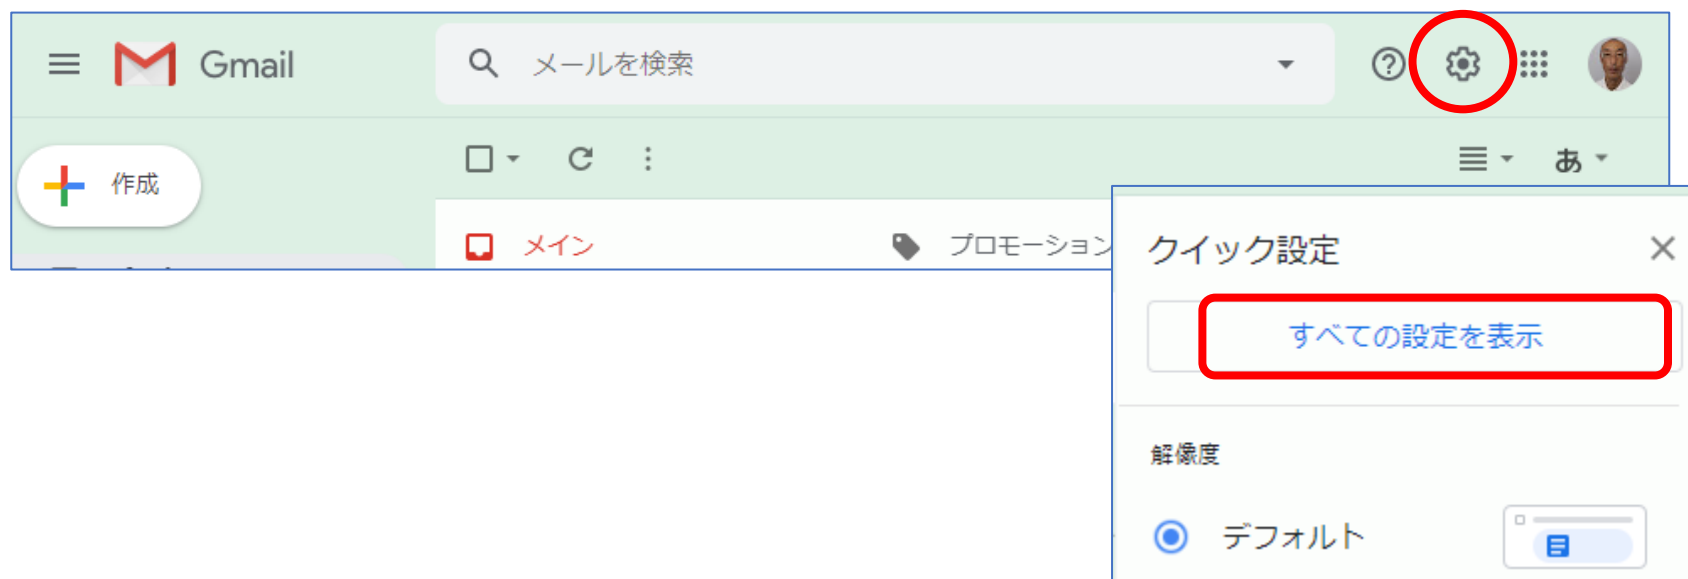 Gmail
メールを検索
作成
あ
メイン
プロモーション
クイック設定
すべての設定を表示
解像度
デフォルト